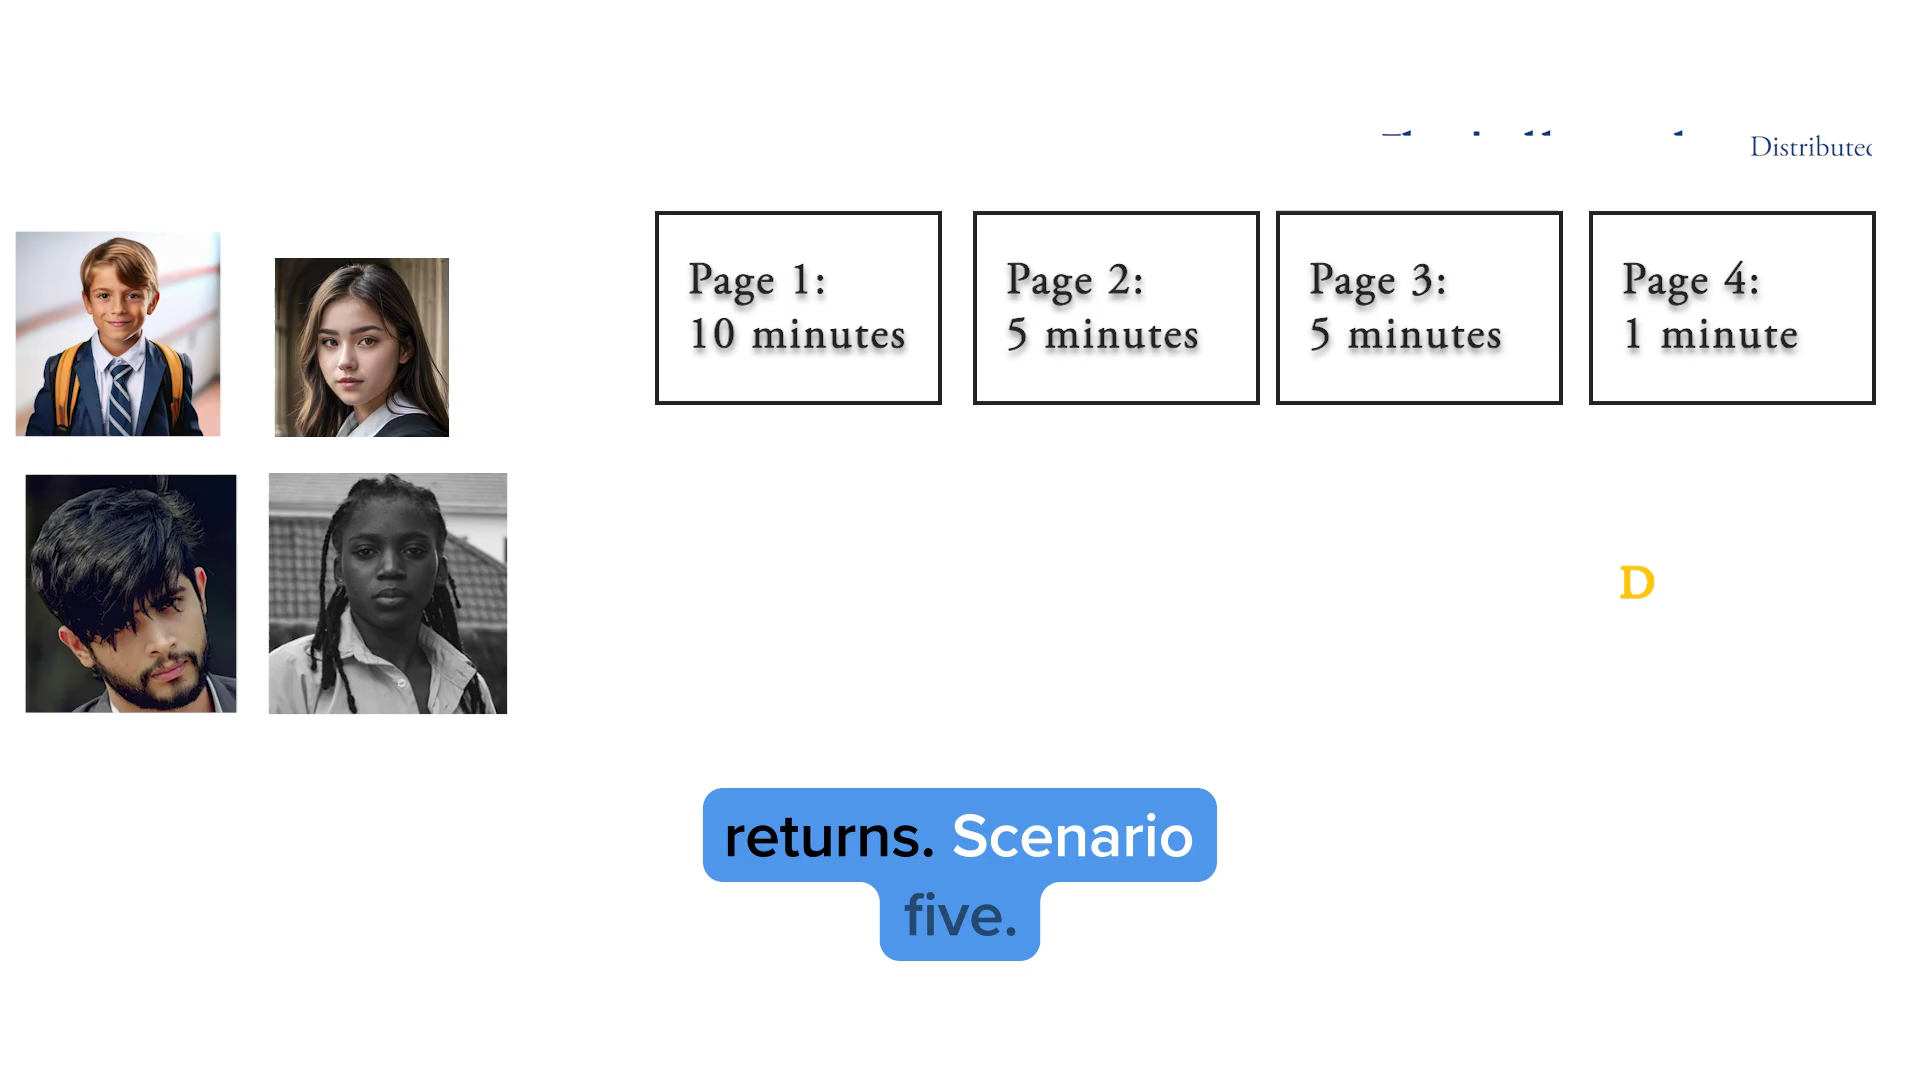 Page 1:
10 minutes
Page 2:
5 minutes
Page 3:
5 minutes
Page 4:
1 minute
D
returns. Scenario
five.